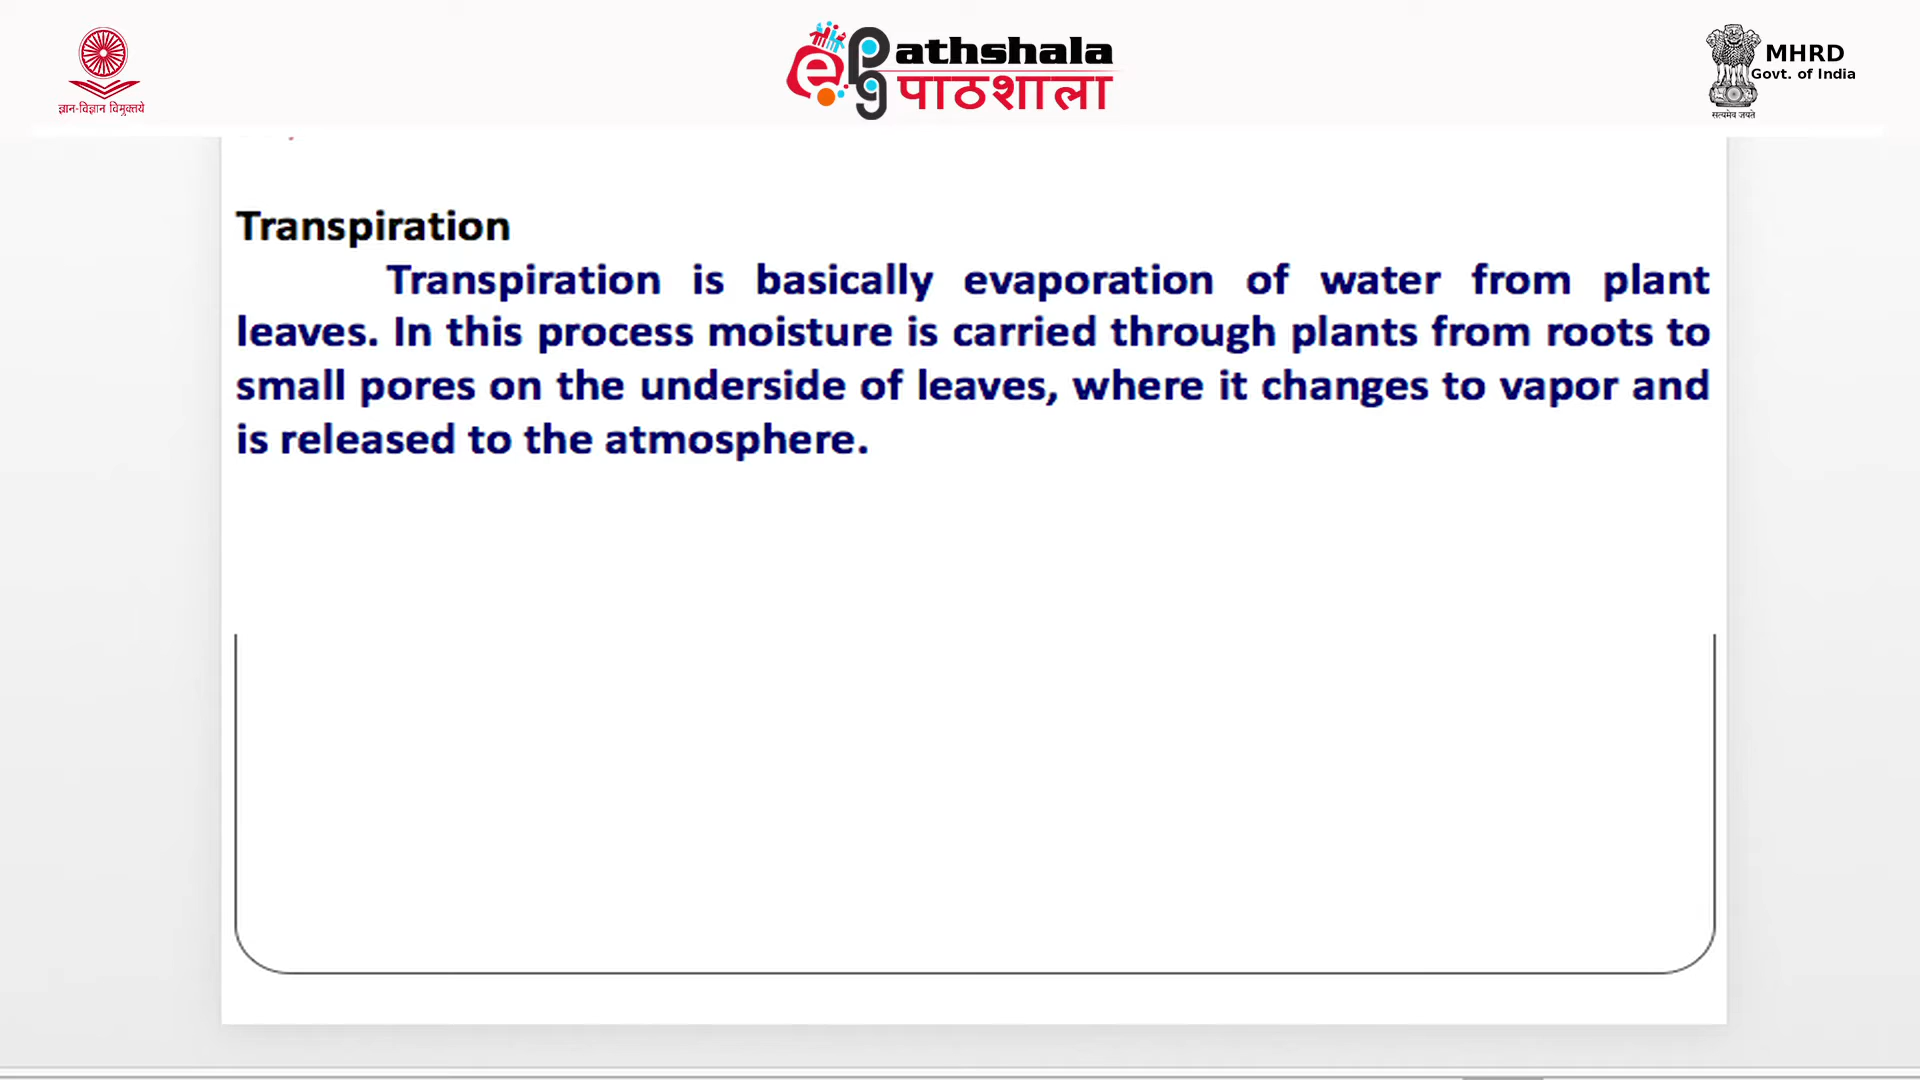 ज्ञान-विज्ञान विमुक्तये
ePgathshala
पाठशाला
MHRD
Govt. of India
सत्यमेव जयते
Transpiration
Transpiration is basically evaporation of water from plant
leaves. In this process moisture is carried through plants from roots to
small pores on the underside of leaves, where it changes to vapor and
is released to the atmosphere.